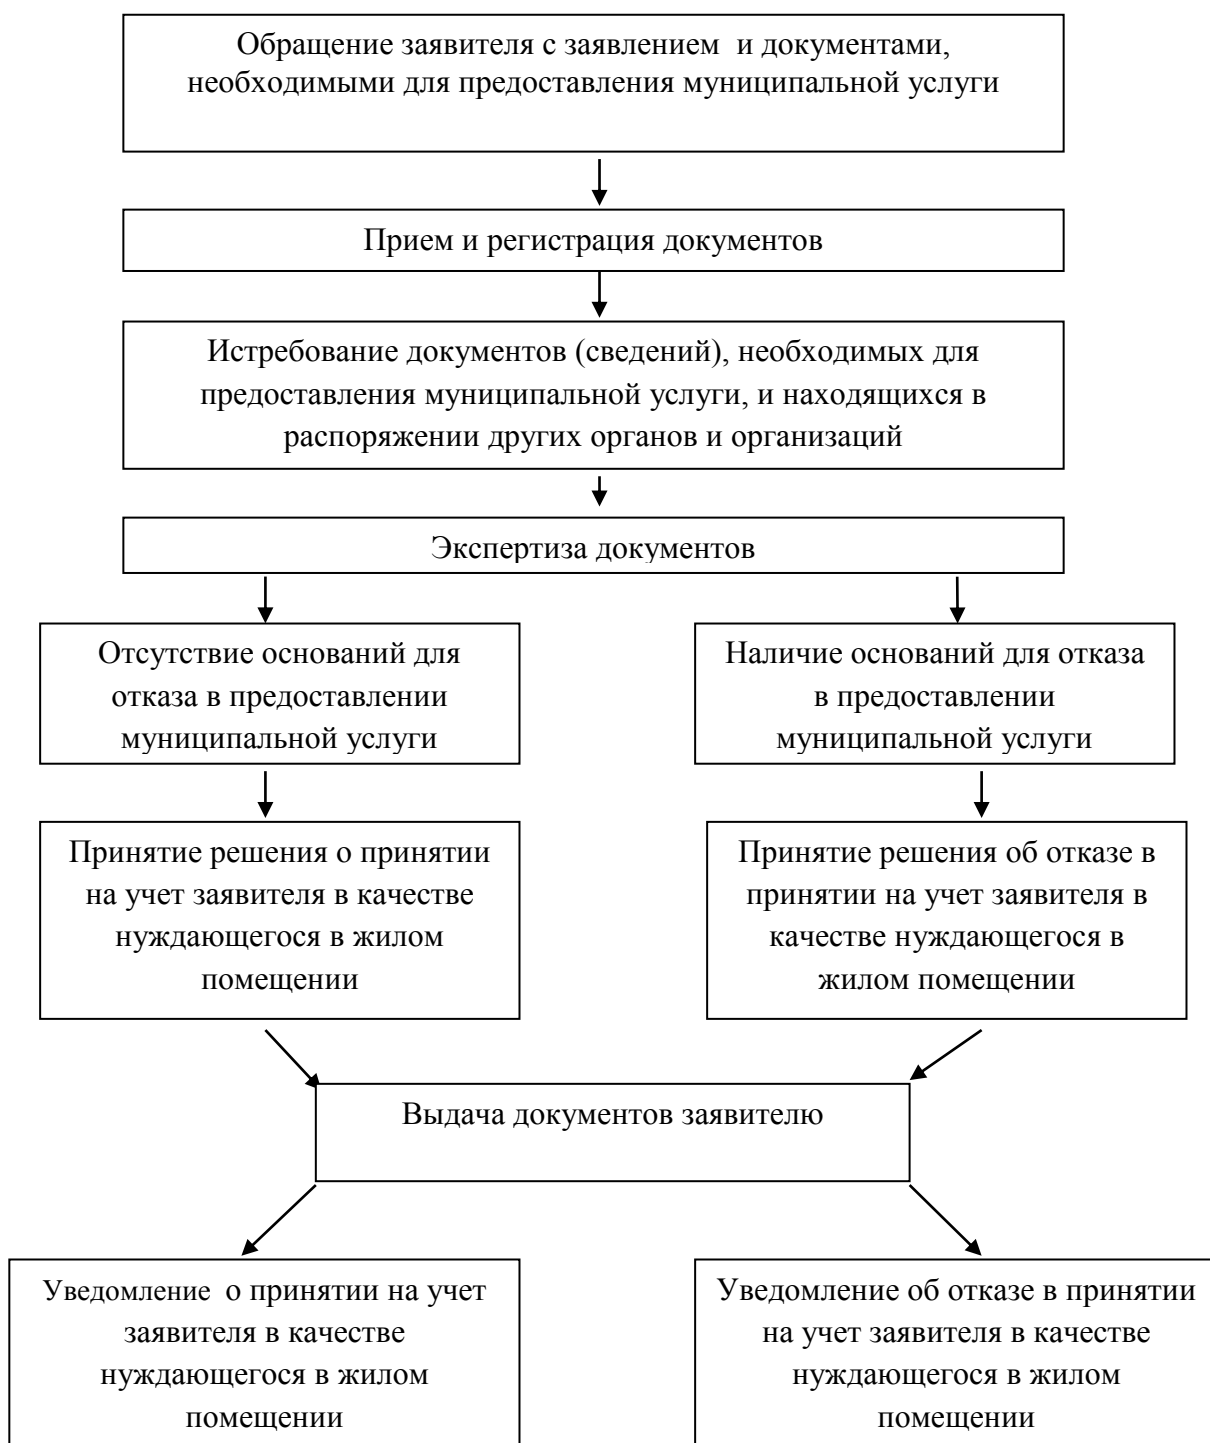 Обращение заявителя с заявлением  и документами,
необходимыми для предоставления муниципальной услуги
Прием и регистрация документов
Истребование документов (сведений), необходимых для
предоставления муниципальной услуги, и находящихся в
распоряжении других органов и организаций
Экспертиза документов
Отсутствие оснований для
отказа в предоставлении
муниципальной услуги
Наличие оснований для отказа
в предоставлении
муниципальной услуги
Принятие решения о принятии
на учет заявителя в качестве
нуждающегося в жилом
помещении
Принятие решения об отказе в
принятии на учет заявителя в
качестве нуждающегося в
жилом помещении
Выдача документов заявителю
Уведомление  о принятии на учет
заявителя в качестве
нуждающегося в жилом
помещении
Уведомление об отказе в принятии
на учет заявителя в качестве
нуждающегося в жилом
помещении